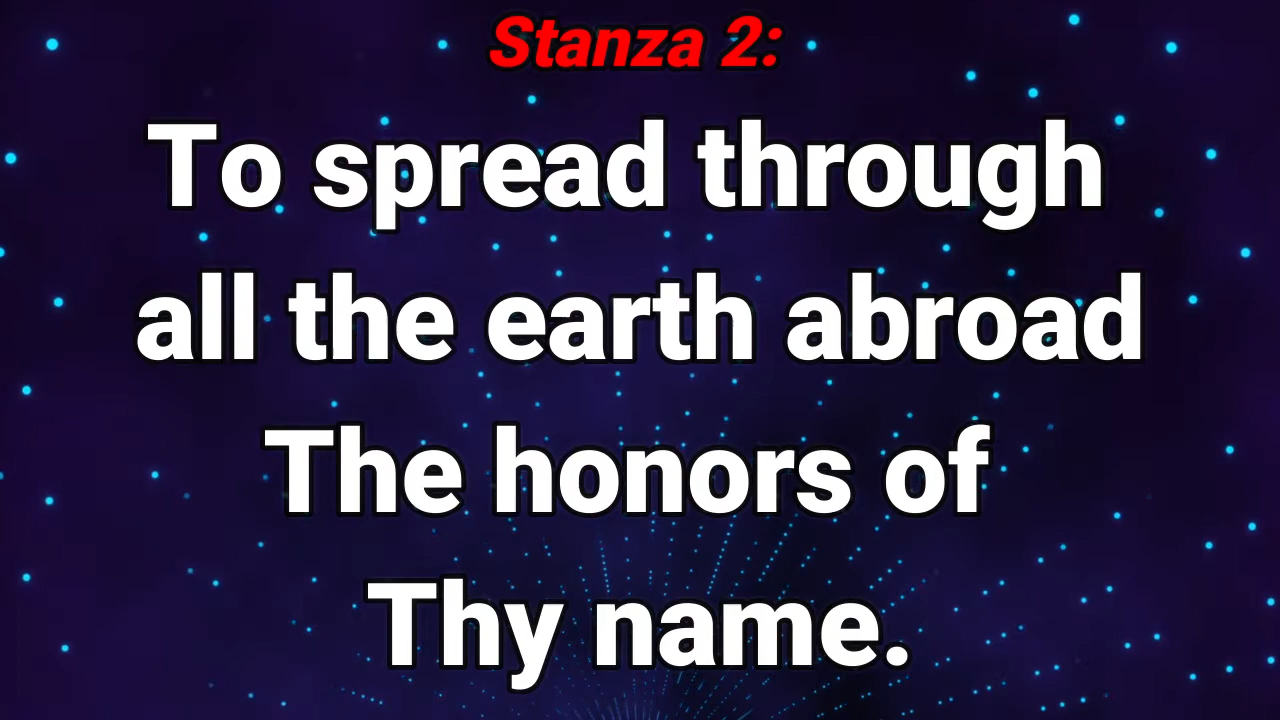 Stanza 2:
To spread through
all the earth abroad
The honors of
Thy name.